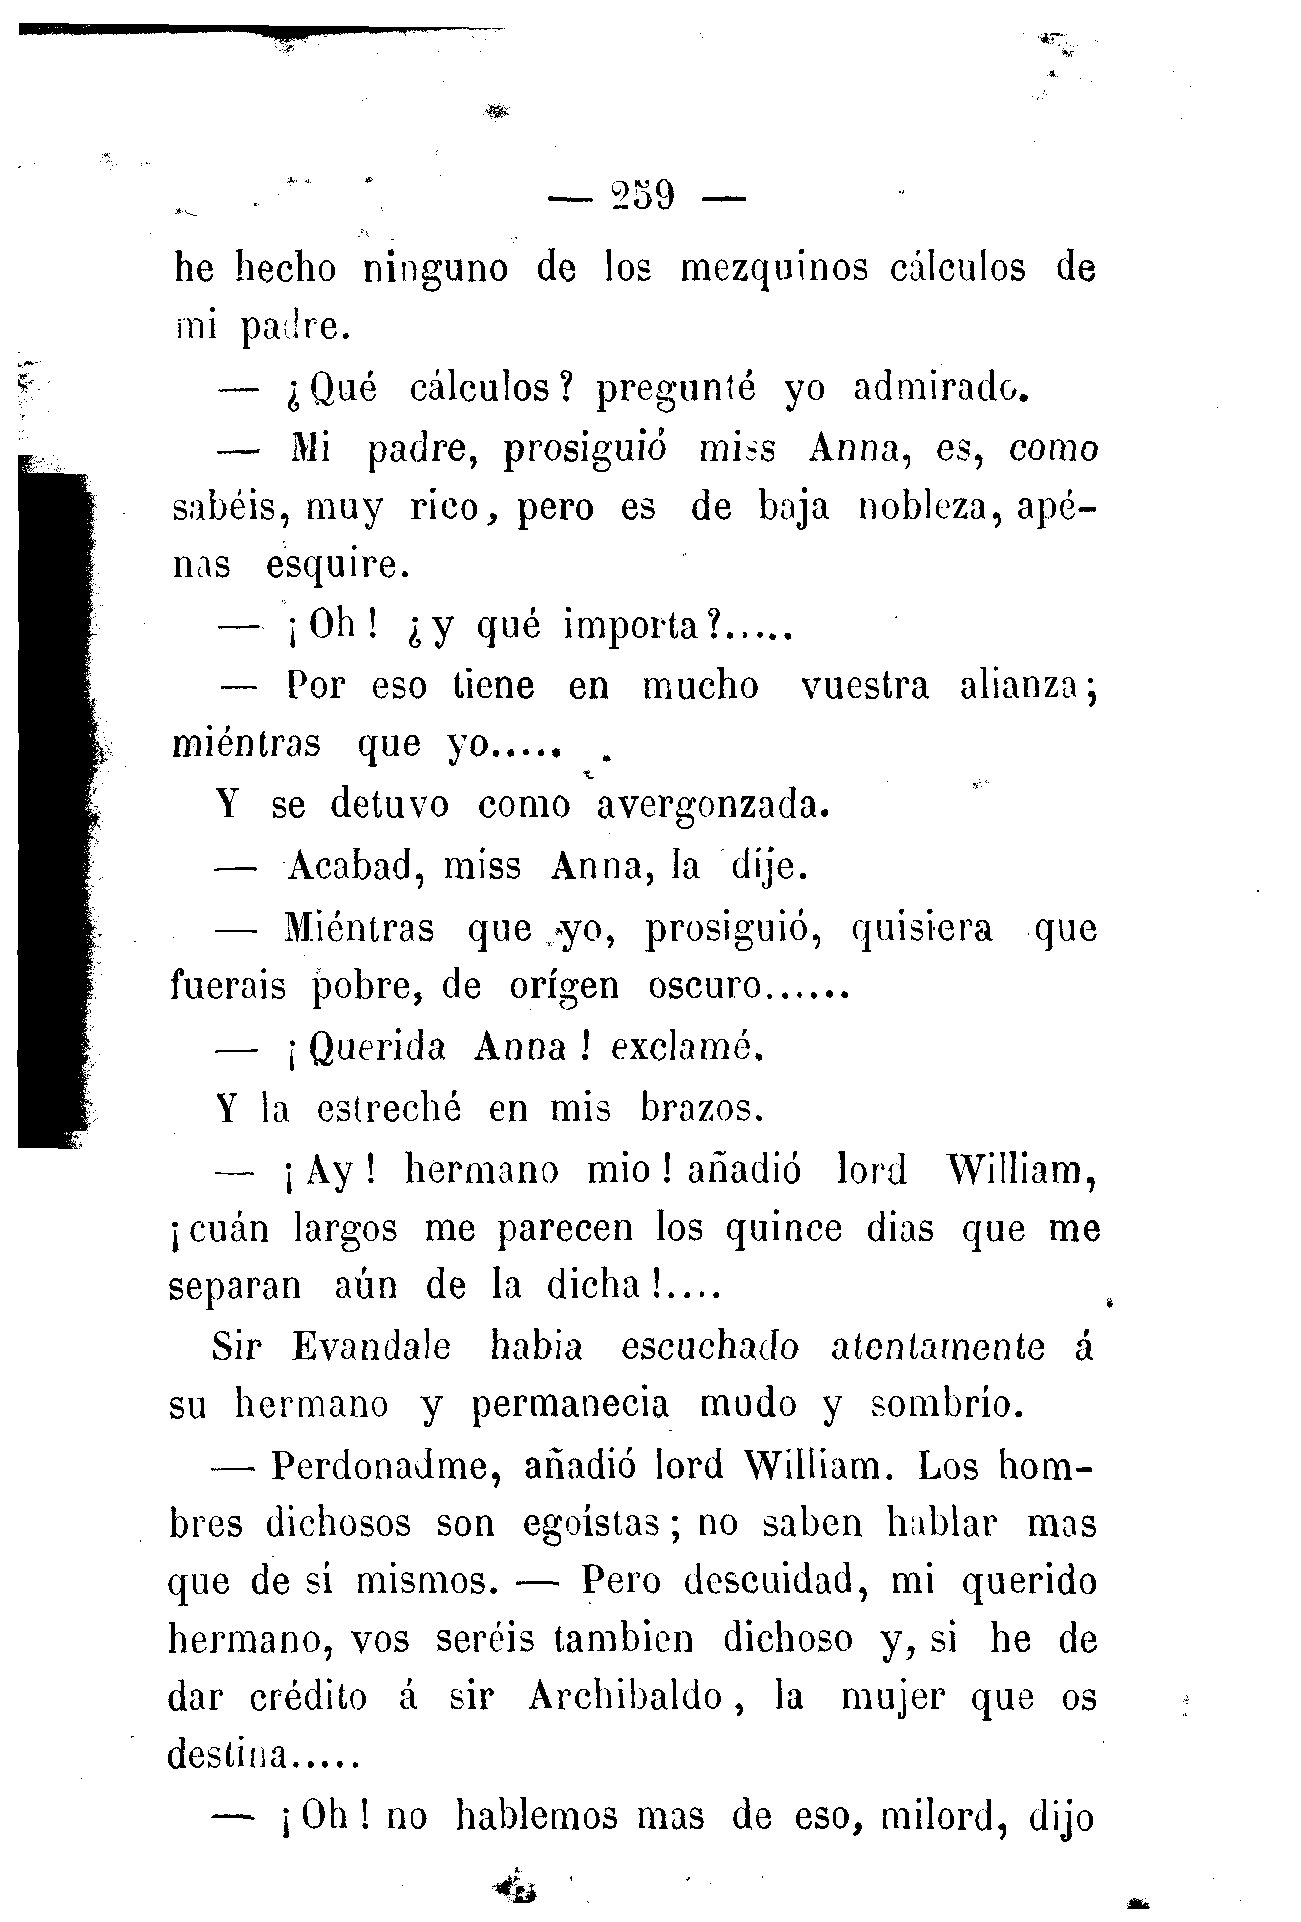 — 259 —
he hecho ninguno de los mezquinos cálculos de
mi padre.
— ¿Qué cálculos? pregunté yo admirado.
— Mi padre, prosiguió miss Anna, es, como
sabéis, muy rico, pero es de baja nobleza, apé-
nas esquire.
— ¡Oh! ¿y qué importa?.....
— Por eso tiene en mucho vuestra alianza;
miéntras que yo.....
Y se detuvo como avergonzada.
— Acabad, miss Anna, la dije.
— Miéntras que yo, prosiguió, quisiera que
fuerais pobre, de orígen oscuro......
— ¡Querida Anna! exclamé.
Y la estreché en mis brazos.
— ¡Ay! hermano mio! añadió lord William,
¡cuán largos me parecen los quince dias que me
separan aún de la dicha!....
Sir Evandale habia escuchado atentamente á
su hermano y permanecia mudo y sombrío.
— Perdonadme, añadió lord William. Los hom-
bres dichosos son egoístas; no saben hablar mas
que de sí mismos. — Pero descuidad, mi querido
hermano, vos seréis tambien dichoso y, si he de
dar crédito á sir Archibaldo, la mujer que os
destina.....
— ¡Oh! no hablemos mas de eso, milord, dijo